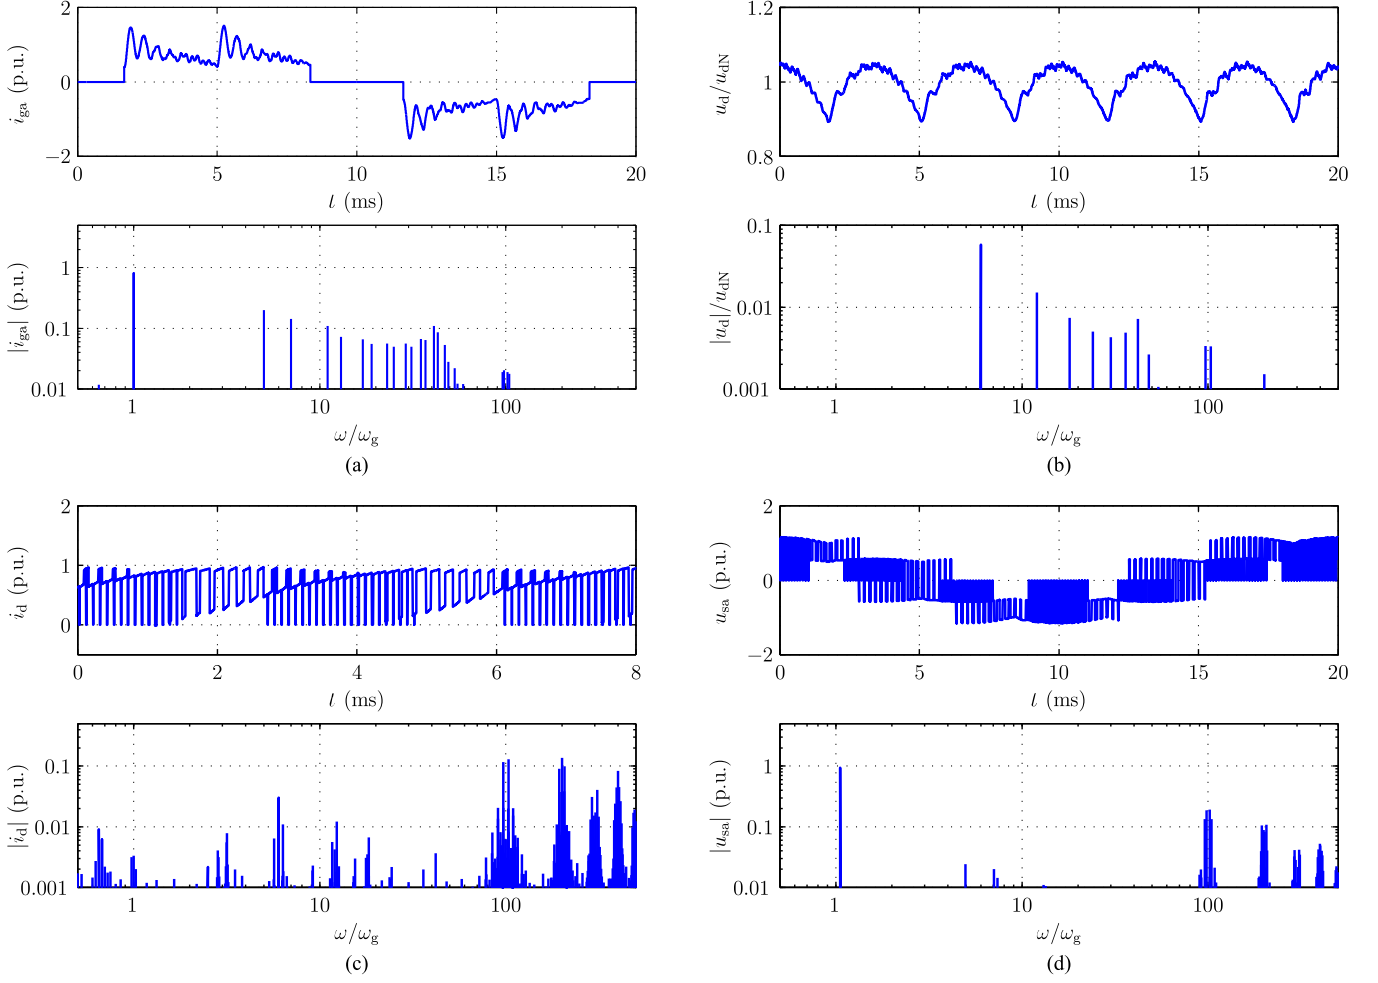 2
0
−2
i_ga (p.u.)
0 5 10 15 20
t (ms)
1
0.1
0.01
|i_ga| (p.u.)
1 10 100
ω/ω_g
(a)
1.2
1
0.8
u_d/u_dN
0 5 10 15 20
t (ms)
0.1
0.01
0.001
|u_d|/u_dN
1 10 100
ω/ω_g
(b)
2
1
0
i_d (p.u.)
0 2 4 6 8
t (ms)
0.1
0.01
0.001
|i_d| (p.u.)
1 10 100
ω/ω_g
(c)
2
0
−2
u_sa (p.u.)
0 5 10 15 20
t (ms)
1
0.1
0.01
|u_sa| (p.u.)
1 10 100
ω/ω_g
(d)